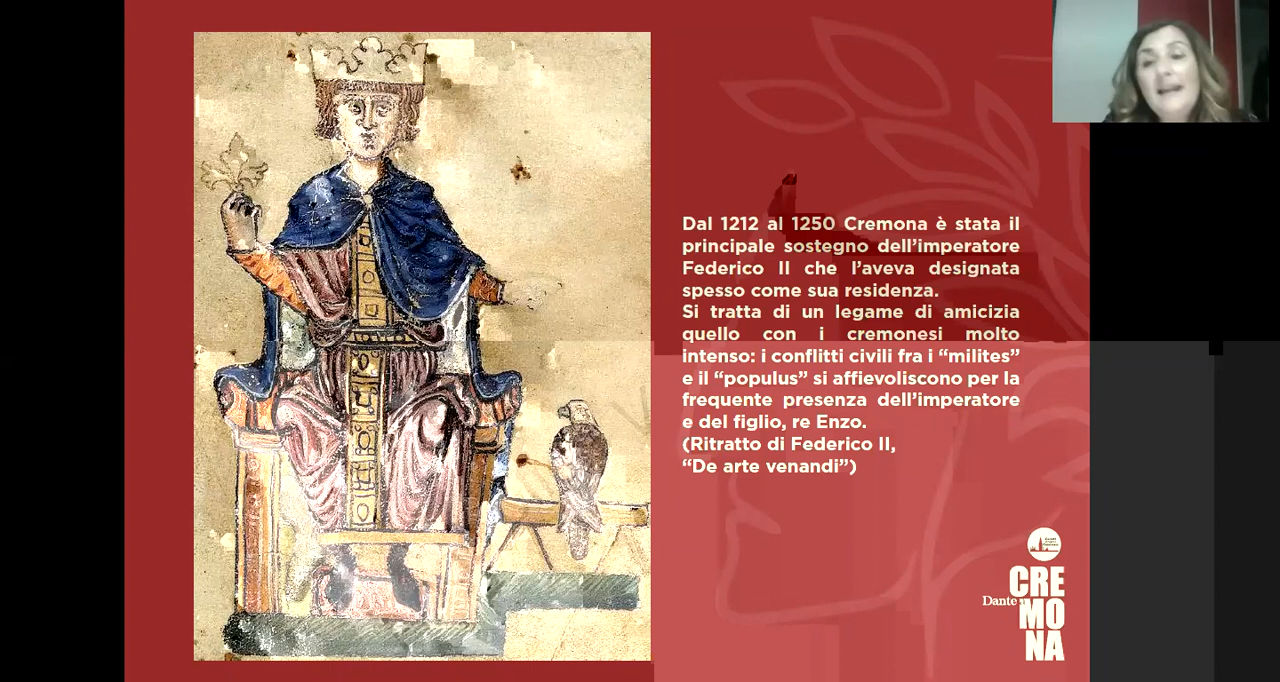 Dal 1212 al 1250 Cremona è stata il
principale sostegno dell’imperatore
Federico II che l’aveva designata
spesso come sua residenza.
Si tratta di un legame di amicizia
quello con i cremonesi molto
intenso: i conflitti civili fra i “milites”
e il “populus” si affievoliscono per la
frequente presenza dell’imperatore
e del figlio, re Enzo.
(Ritratto di Federico II,
“De arte venandi”)
CRE
Dante
MO
NA